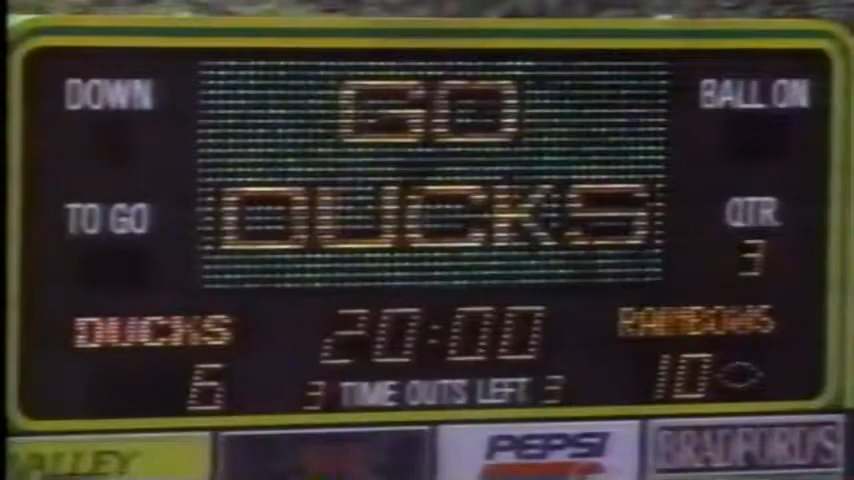 DOWN
GO
BALL ON
DUCKS
TO GO
QTR
3
DUCKS
20:00
RAINBOWS
6
3 TIME OUTS LEFT 3
10
VALLEY
PEPSI
BRADFORD'S